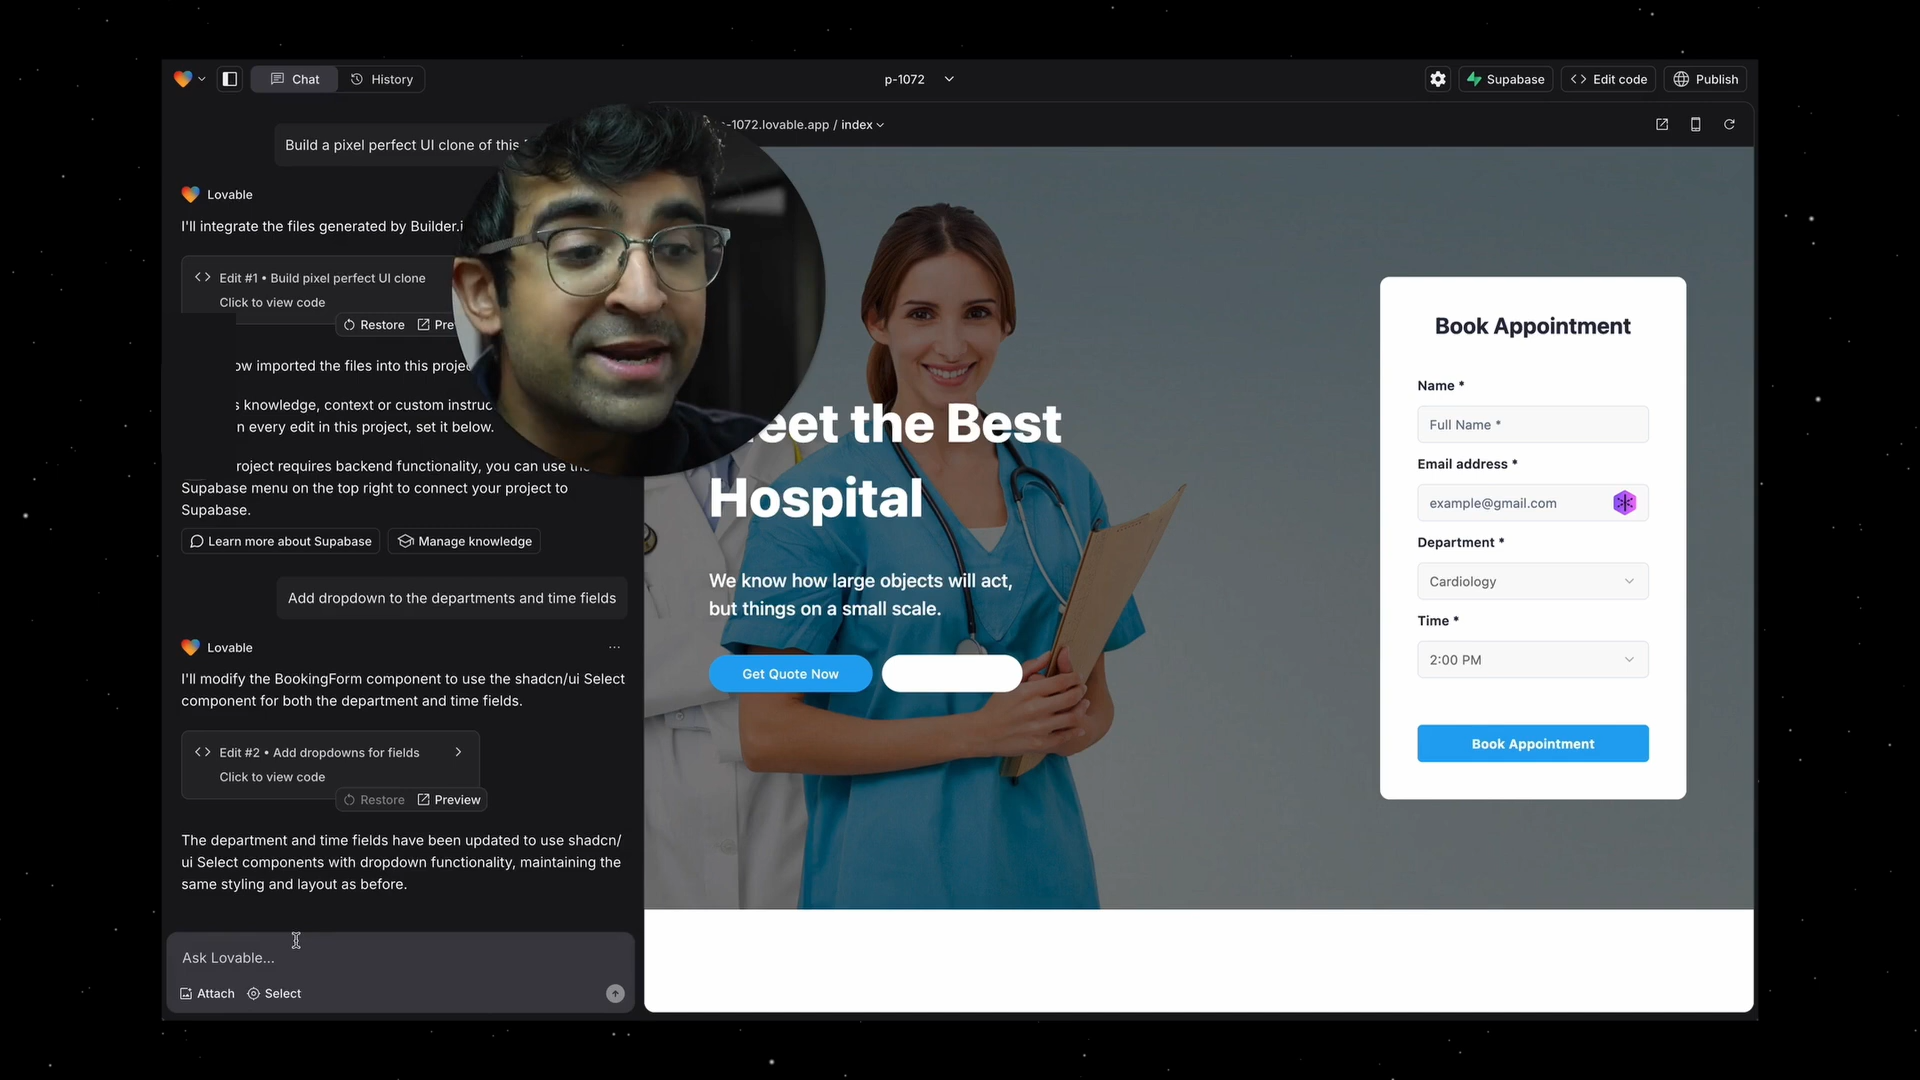 Chat
History
p-1072
Supabase
Edit code
Publish
-1072.lovable.app / index
Build a pixel perfect UI clone of this
Lovable
I'll integrate the files generated by
Edit #1 • Build pixel perfect UI clone
Click to view code
Restore
imported the files into this
knowledge, context or custom
every edit in this project, set it below.
requires backend functionality, you can use
Supabase menu on the top right to connect your project to
Supabase.
Learn more about Supabase
Manage knowledge
Add dropdown to the departments and time fields
Lovable
I'll modify the BookingForm component to use the shadcn/ui Select
component for both the department and time fields.
Edit #2 • Add dropdowns for fields
Click to view code
Restore
Preview
The department and time fields have been updated to use shadcn/
ui Select components with dropdown functionality, maintaining the
same styling and layout as before.
Ask Lovable...
Attach
Select
the Best
Hospital
We know how large objects will act,
but things on a small scale.
Get Quote Now
Book Appointment
Name *
Full Name *
Email address *
example@gmail.com
Department *
Cardiology
Time *
2:00 PM
Book Appointment